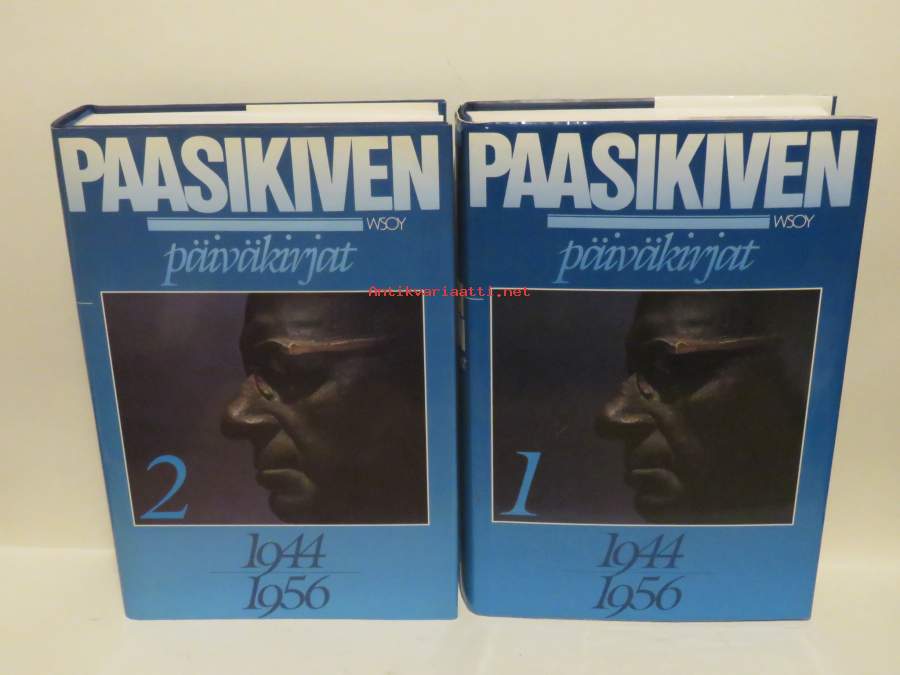 PAASIKIVEN
WSOY
päiväkirjat
2
1944
1956
PAASIKIVEN
WSOY
päiväkirjat
1
1944
1956
Antikvariaatti.net